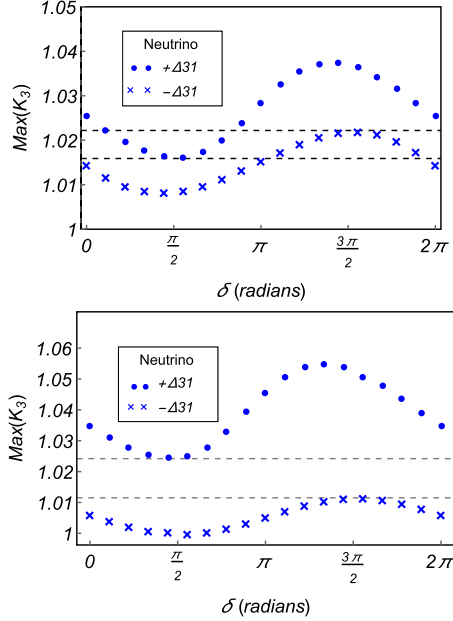 1.05
1.03
1.02
1.01
1
Max(K3)
Neutrino
+Δ31
−Δ31
0
π/2
π
3π/2
2π
δ (radians)
1.06
1.05
1.04
1.03
1.02
1.01
1
Max(K3)
Neutrino
+Δ31
−Δ31
0
π/2
π
3π/2
2π
δ (radians)